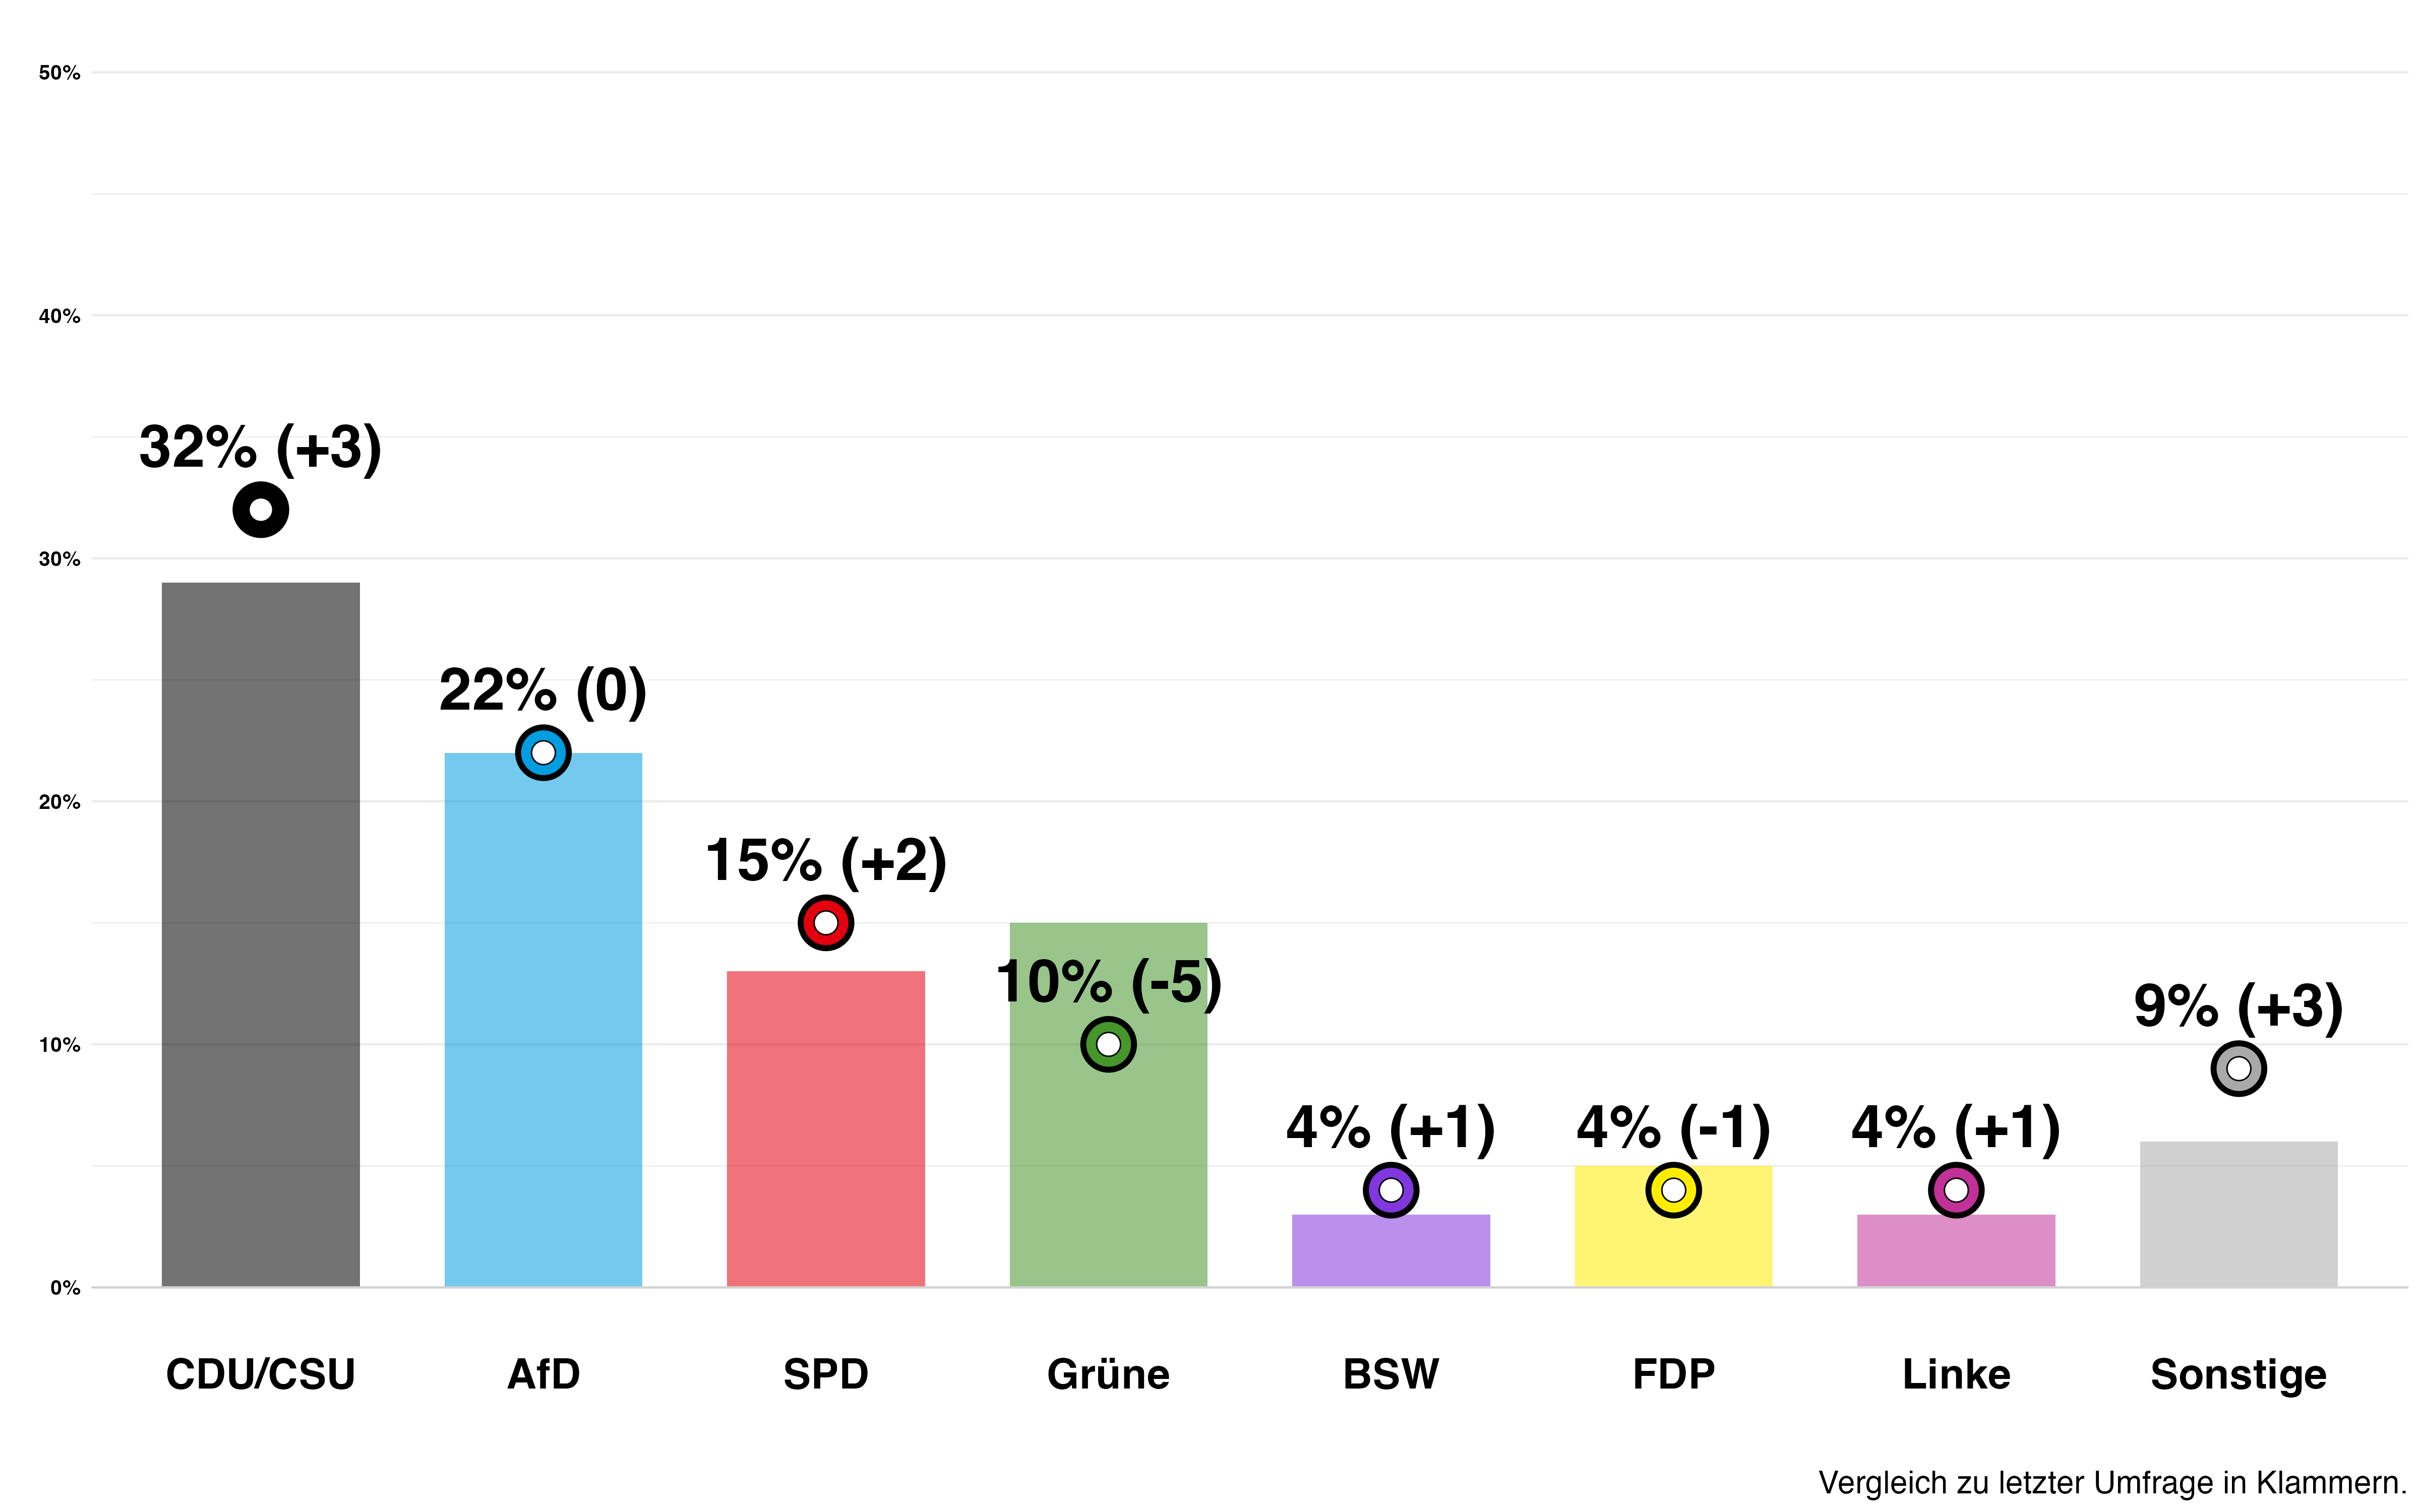 50%
40%
32% (+3)
30%
22% (0)
20%
15% (+2)
10% (-5)
9% (+3)
10%
4% (+1)
4% (-1)
4% (+1)
0%
CDU/CSU
AfD
SPD
Grüne
BSW
FDP
Linke
Sonstige
Vergleich zu letzter Umfrage in Klammern.